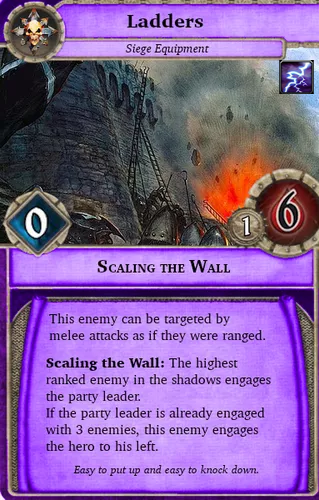 Ladders
Siege Equipment
0
1
6
Scaling the Wall
This enemy can be targeted by
melee attacks as if they were ranged.
Scaling the Wall: The highest
ranked enemy in the shadows engages
the party leader.
If the party leader is already engaged
with 3 enemies, this enemy engages
the hero to his left.
Easy to put up and easy to knock down.